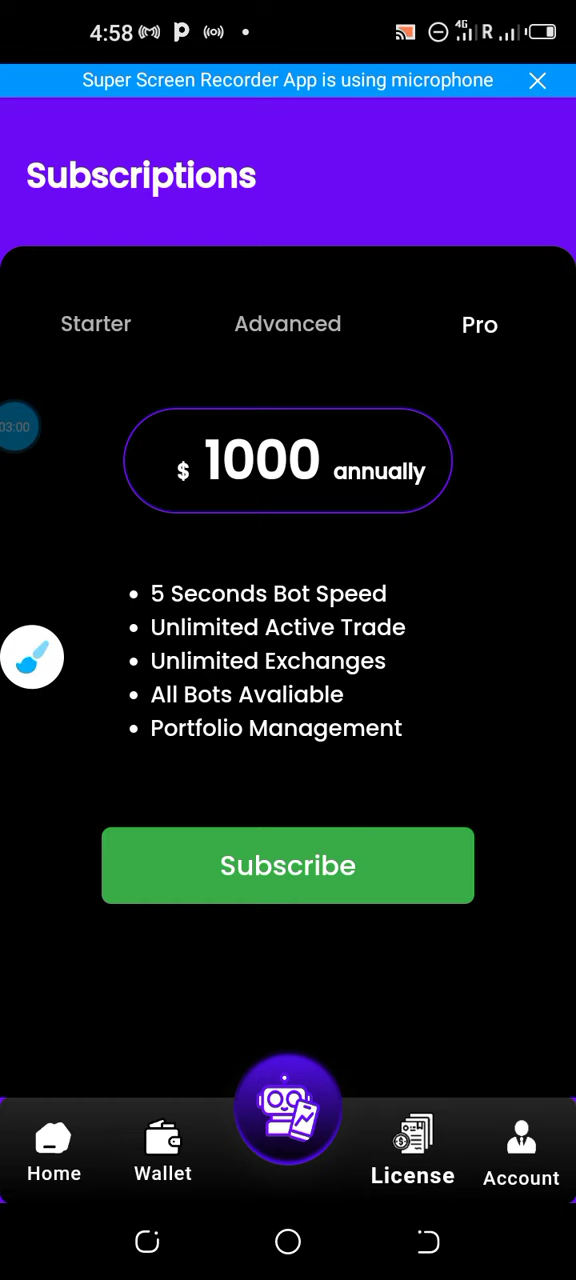 4:58
4G R
Super Screen Recorder App is using microphone
Subscriptions
Starter Advanced Pro
03:00
$ 1000 annually
5 Seconds Bot Speed
Unlimited Active Trade
Unlimited Exchanges
All Bots Avaliable
Portfolio Management
Subscribe
Home Wallet License Account